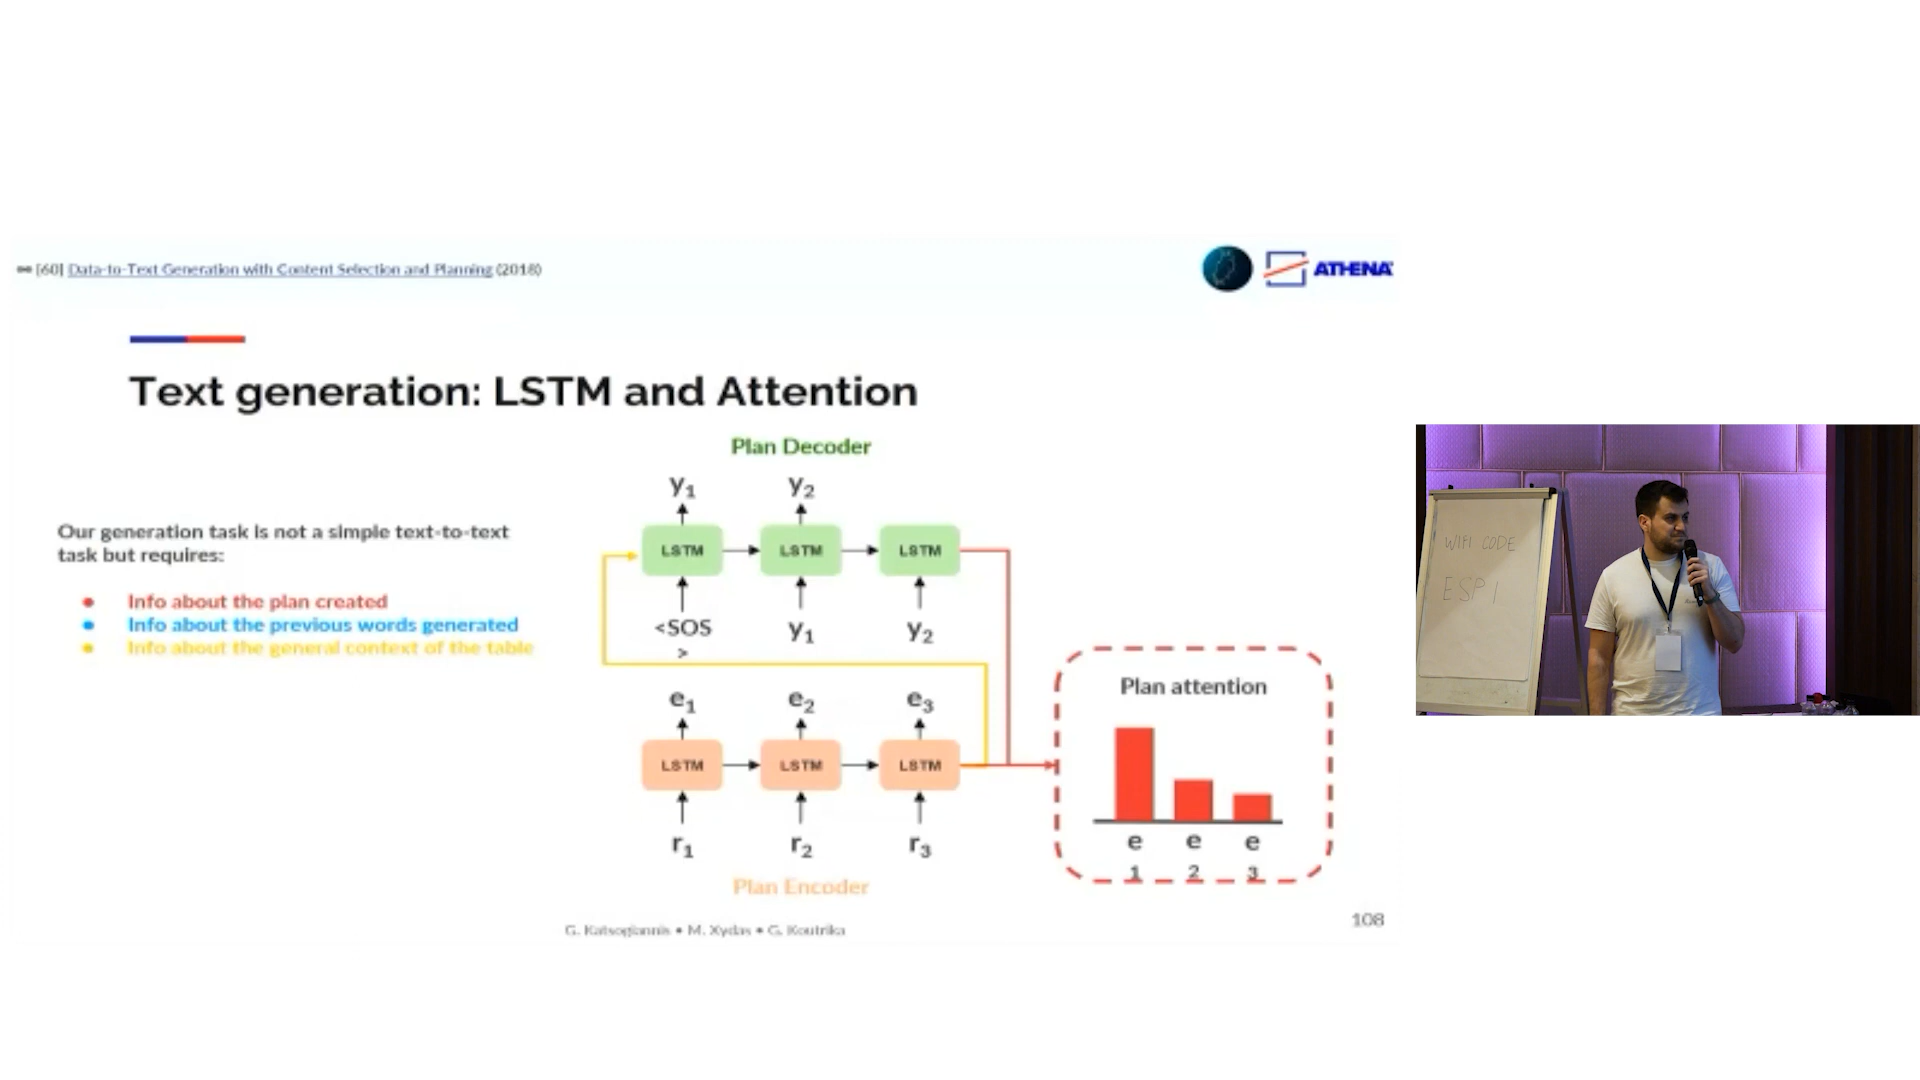 [60] Data-to-Text Generation with Content Selection and Planning (2018)
ATHENA
Text generation: LSTM and Attention
Plan Decoder
y1 y2
Our generation task is not a simple text-to-text
task but requires:
LSTM LSTM LSTM
Info about the plan created
Info about the previous words generated
Info about the general context of the table
<SOS
>
y1 y2
e1 e2 e3
LSTM LSTM LSTM
r1 r2 r3
Plan Encoder
Plan attention
e e e
1 2 3
G. Katsogiannis • M. Xydas • G. Koutrika
108
WIFI CODE
ESP1